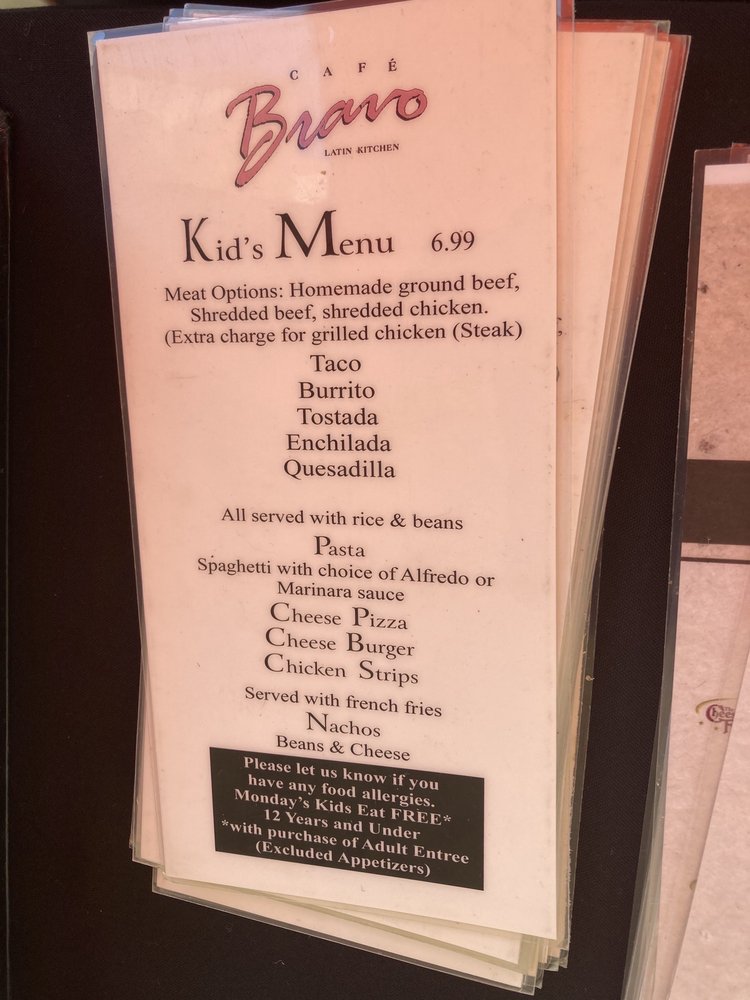 CAFÉ
Bravo
LATIN KITCHEN
Kid's Menu 6.99
Meat Options: Homemade ground beef,
Shredded beef, shredded chicken.
(Extra charge for grilled chicken (Steak)
Taco
Burrito
Tostada
Enchilada
Quesadilla
All served with rice & beans
Pasta
Spaghetti with choice of Alfredo or
Marinara sauce
Cheese Pizza
Cheese Burger
Chicken Strips
Served with french fries
Nachos
Beans & Cheese
Please let us know if you
have any food allergies.
Monday's Kids Eat FREE*
12 Years and Under
*with purchase of Adult Entree
(Excluded Appetizers)